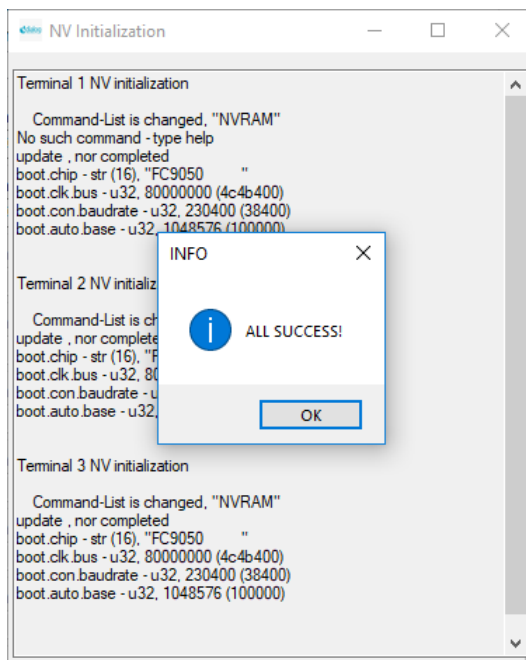 NV Initialization
Terminal 1 NV initialization
Command-List is changed, "NVRAM"
No such command - type help
update , nor completed
boot.chip - str (16), "FC9050 "
boot.clk.bus - u32, 80000000 (4c4b400)
boot.con.baudrate - u32, 230400 (38400)
boot.auto.base - u32, 1048576 (100000)
INFO
ALL SUCCESS!
OK
Terminal 2 NV initializ
Command-List is ch
update , nor complete
boot.chip - str (16), "F
boot.clk.bus - u32, 80
boot.con.baudrate - u
boot.auto.base - u32,
Terminal 3 NV initialization
Command-List is changed, "NVRAM"
update , nor completed
boot.chip - str (16), "FC9050 "
boot.clk.bus - u32, 80000000 (4c4b400)
boot.con.baudrate - u32, 230400 (38400)
boot.auto.base - u32, 1048576 (100000)